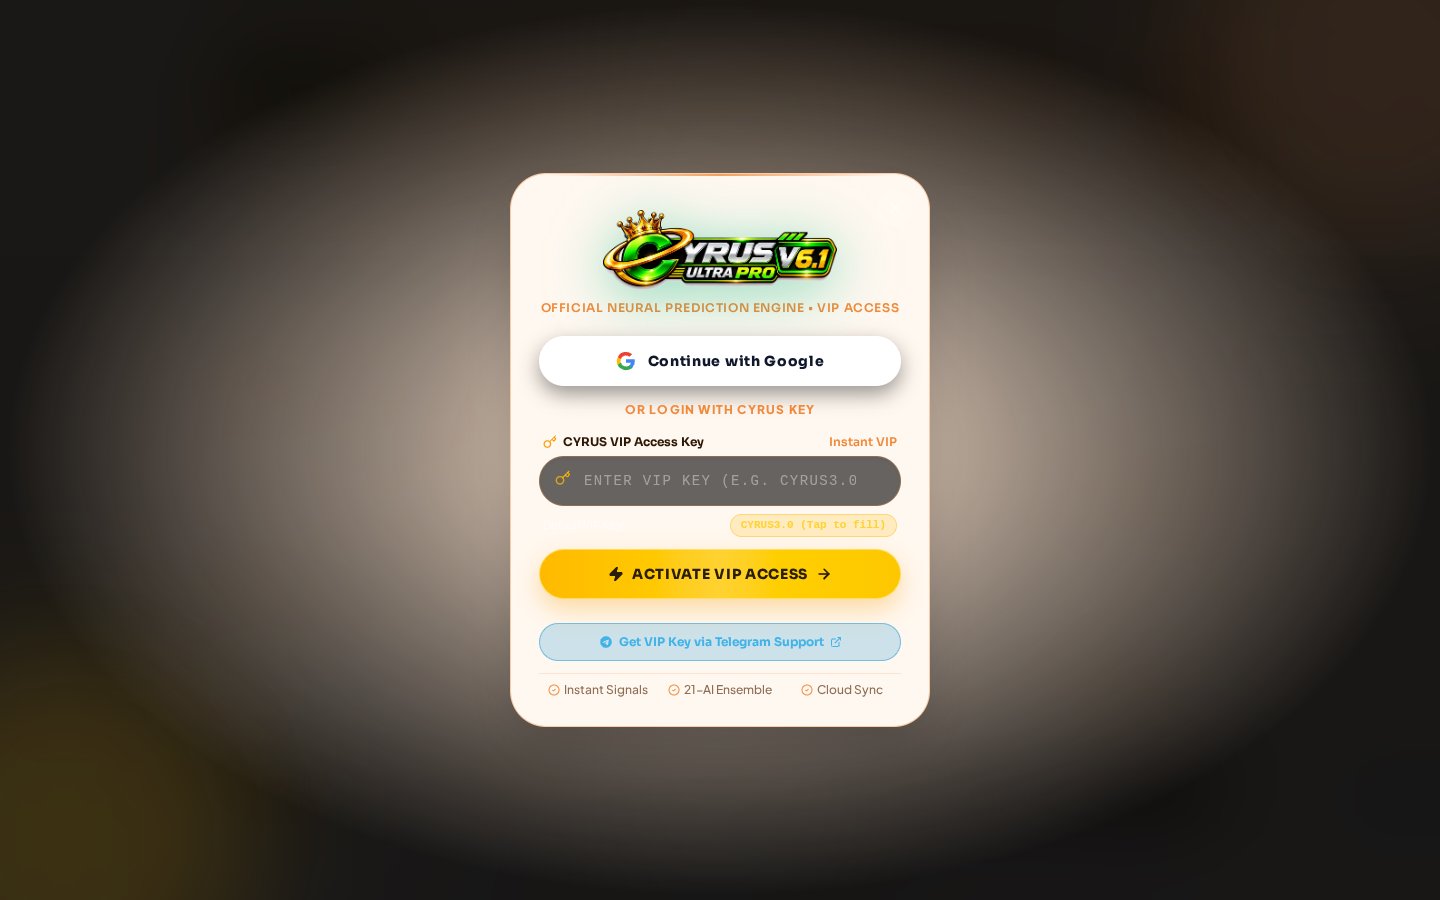 CYRUS V6.1
ULTRA PRO
OFFICIAL NEURAL PREDICTION ENGINE • VIP ACCESS
Continue with Google
OR LOGIN WITH CYRUS KEY
CYRUS VIP Access Key Instant VIP
ENTER VIP KEY (E.G. CYRUS3.0
CYRUS3.0 (Tap to fill)
ACTIVATE VIP ACCESS
Get VIP Key via Telegram Support
Instant Signals 21-AI Ensemble Cloud Sync